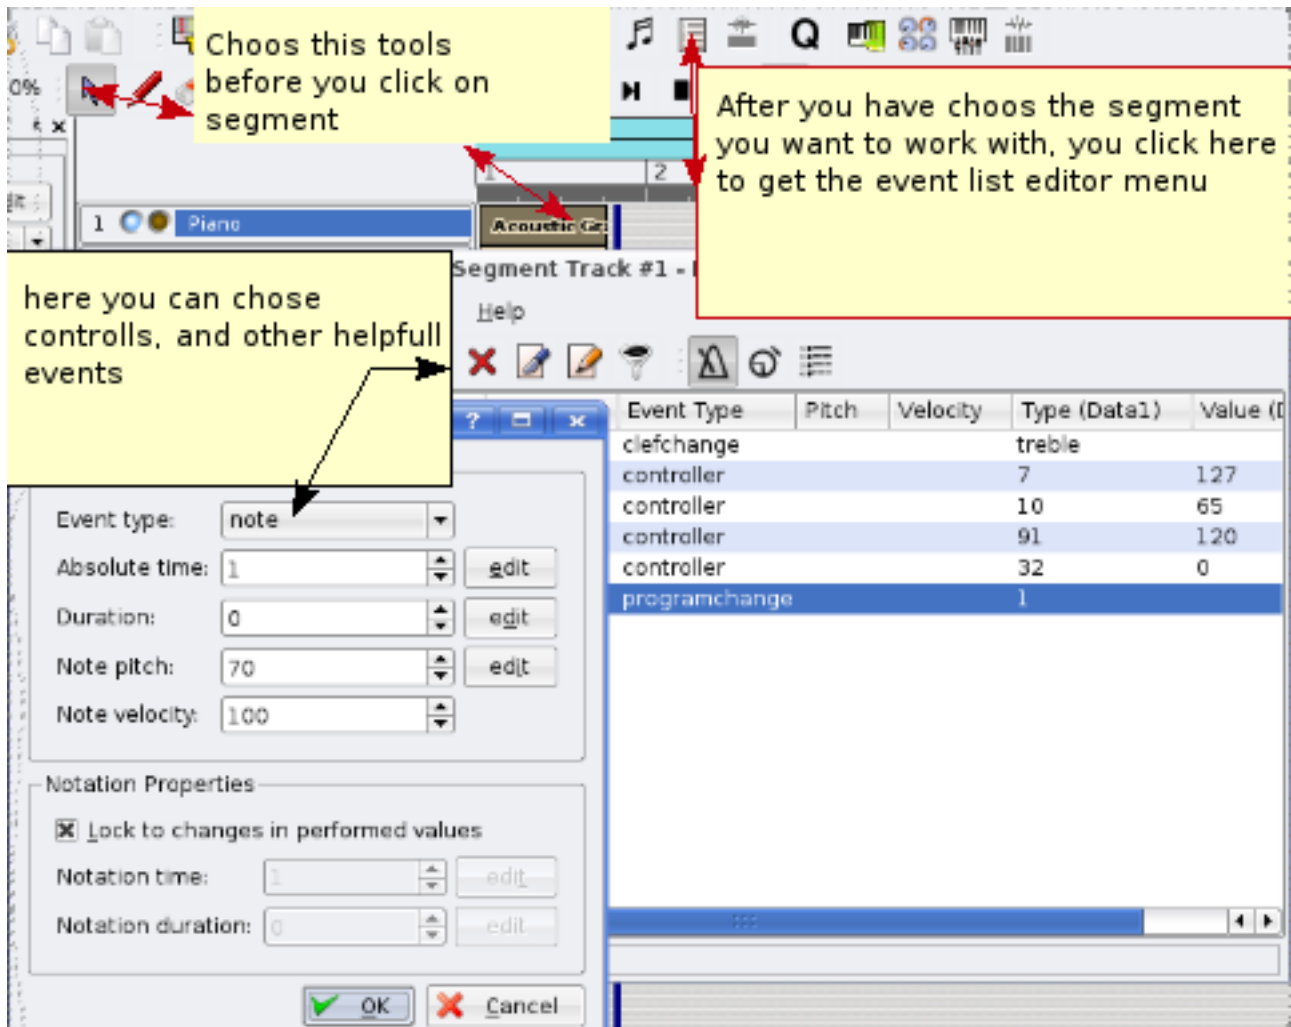 Choos this tools
before you click on
segment
Q
0%
After you have choos the segment
you want to work with, you click here
to get the event list editor menu
1
2
1 Piano
Acoustic
Segment Track #1 -
here you can chose
controlls, and other helpfull
events
Help
Event Type Pitch Velocity Type (Data1) Value (
clefchange treble
controller 7 127
controller 10 65
controller 91 120
controller 32 0
programchange 1
Event type: note
Absolute time: 1 edit
Duration: 0 edit
Note pitch: 70 edit
Note velocity: 100
Notation Properties
Lock to changes in performed values
Notation time: 1 edit
Notation duration: 0 edit
OK Cancel